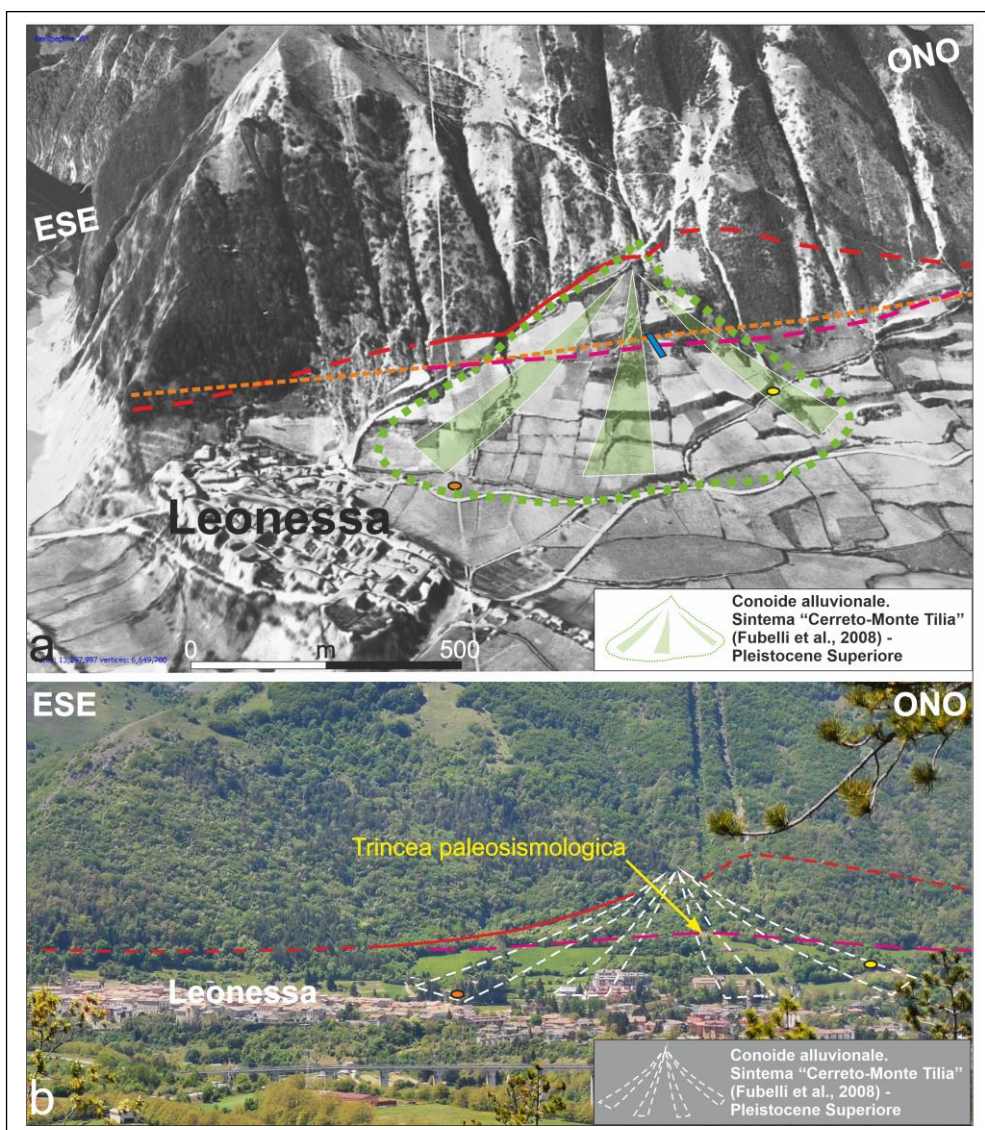 ESE
ONO
Leonessa
a
0 m 500
Conoide alluvionale.
Sintema “Cerreto-Monte Tilia”
(Fubelli et al., 2008) -
Pleistocene Superiore
ESE
ONO
Trincea paleosismologica
Leonessa
b
Conoide alluvionale.
Sintema “Cerreto-Monte Tilia”
(Fubelli et al., 2008) -
Pleistocene Superiore